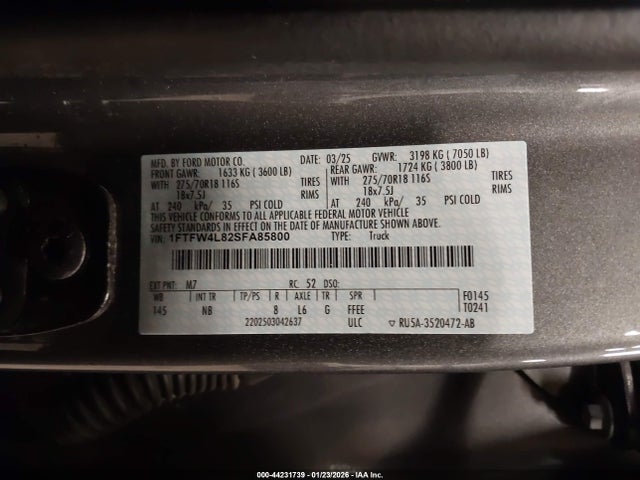 MFD. BY FORD MOTOR CO. DATE: 03/25 GVWR: 3198 KG ( 7050 LB)
FRONT GAWR: 1633 KG ( 3600 LB) REAR GAWR: 1724 KG ( 3800 LB)
WITH 275/70R18 116S TIRES WITH 275/70R18 116S TIRES
18x7.5J RIMS 18x7.5J RIMS
AT 240 kPa/ 35 PSI COLD AT 240 kPa/ 35 PSI COLD
THIS VEHICLE CONFORMS TO ALL APPLICABLE FEDERAL MOTOR VEHICLE
SAFETY STANDARDS IN EFFECT ON THE DATE OF MANUFACTURE SHOWN ABOVE.
VIN: 1FTFW4L82SFA85800 TYPE: Truck
EXT PNT: M7 RC: 52 DSO:
WB INT TR TP/PS R AXLE TR SPR F0145
145 NB 8 L6 G FFEE T0241
2202503042637 ULC ▽ RU5A-3520472-AB
000-44231739 | 01/23/2026 - Copyright IAA, LLC.